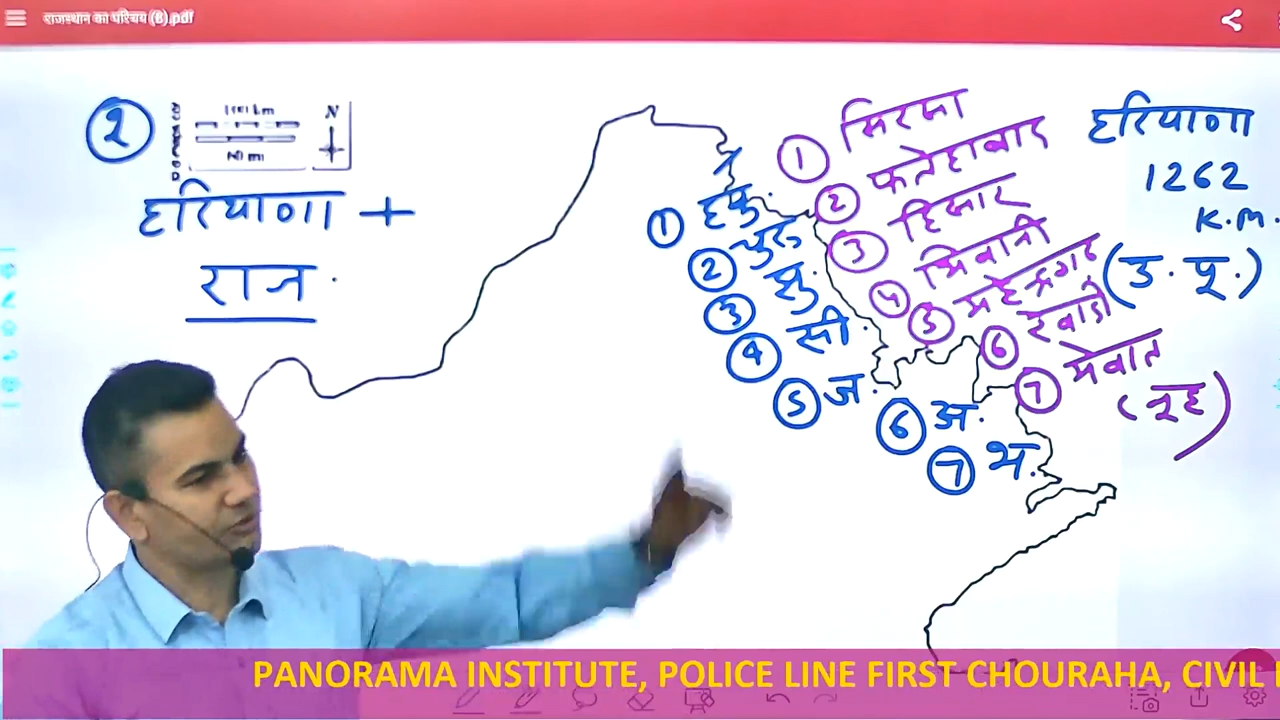 राजस्थान का परिचय (B).pdf
②
N
हरियाणा +
राज.
① हनु.
② चुरू
③ झु.
④ सी.
⑤ ज.
⑥ अ.
⑦ भ.
① सिरसा
② फतेहाबाद
③ हिसार
④ भिवानी
⑤ महेन्द्रगढ़
⑥ रेवाड़ी
⑦ मेवात
(नूह)
हरियाणा
1262
K.m.
(उ. पू.)
PANORAMA INSTITUTE, POLICE LINE FIRST CHOURAHA, CIVIL